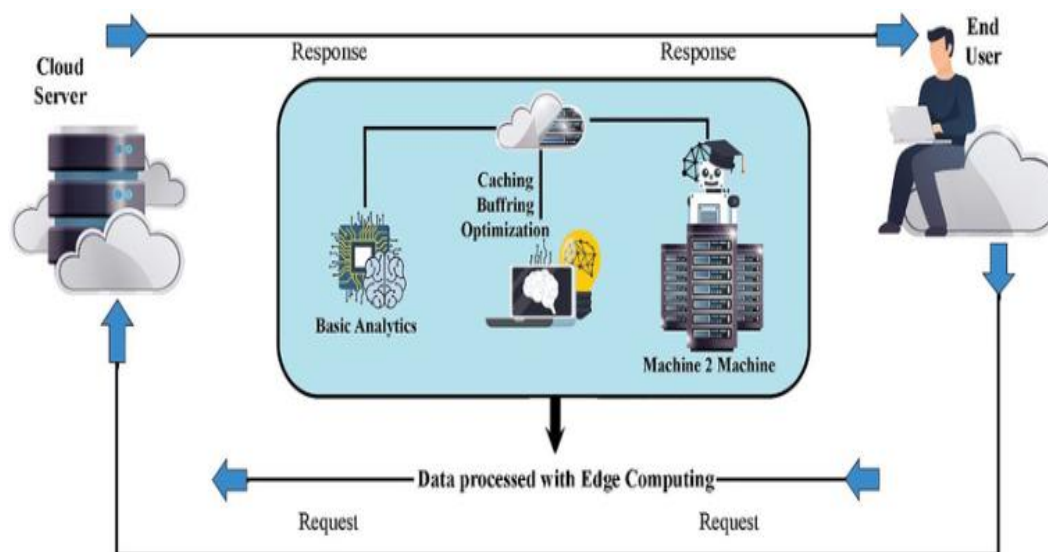 Cloud
Server
Response
Response
End
User
Caching
Buffring
Optimization
Basic Analytics
Machine 2 Machine
Data processed with Edge Computing
Request
Request